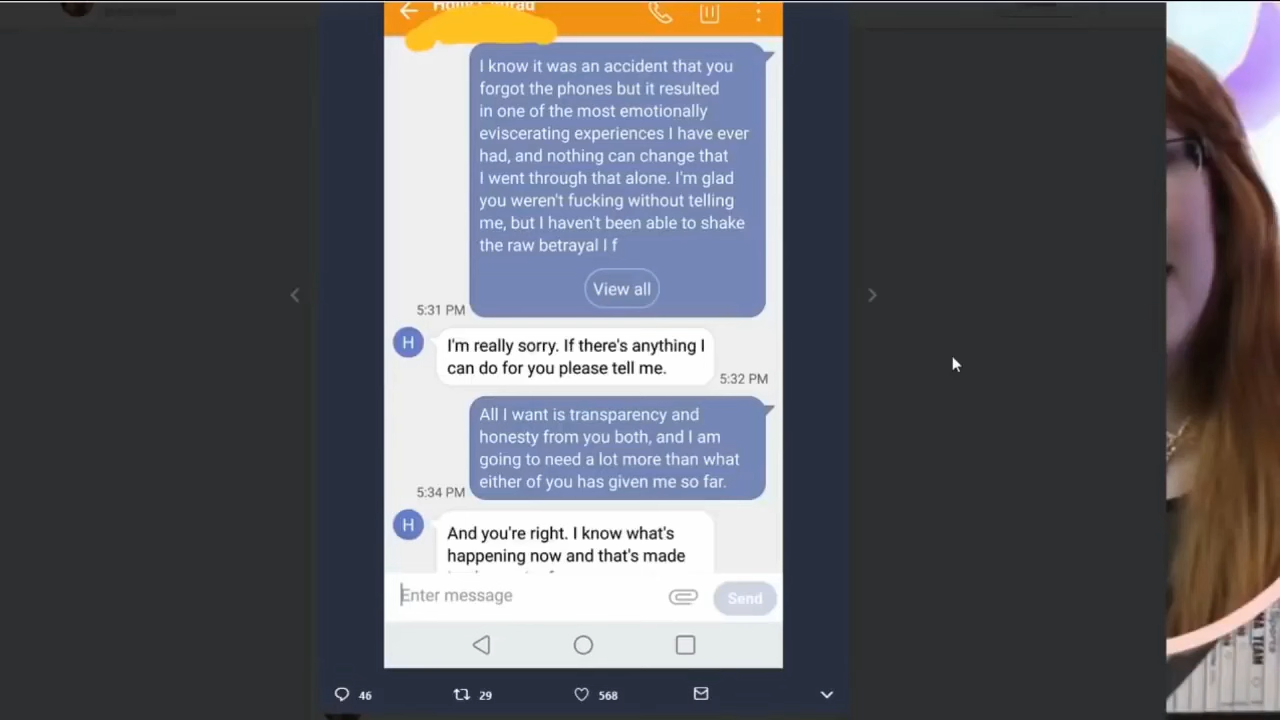 I know it was an accident that you
forgot the phones but it resulted
in one of the most emotionally
eviscerating experiences I have ever
had, and nothing can change that
I went through that alone. I'm glad
you weren't fucking without telling
me, but I haven't been able to shake
the raw betrayal I f
View all
5:31 PM
H
I'm really sorry. If there's anything I
can do for you please tell me.
5:32 PM
All I want is transparency and
honesty from you both, and I am
going to need a lot more than what
either of you has given me so far.
5:34 PM
H
And you're right. I know what's
happening now and that's made
Enter message
Send
46
29
568
TEAM